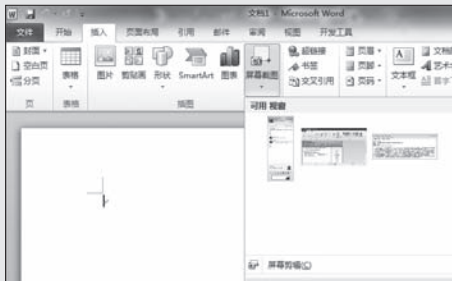 文档1 - Microsoft Word
文件 开始 插入 页面布局 引用 邮件 审阅 视图 开发工具
封面 超链接 页眉 文档
空白页 书签 页脚 艺术
分页 表格 图片 剪贴画 形状 SmartArt 图表 屏幕截图 交叉引用 页码 文本框 首字
页 表格 插图
可用 视窗
屏幕剪辑(C)